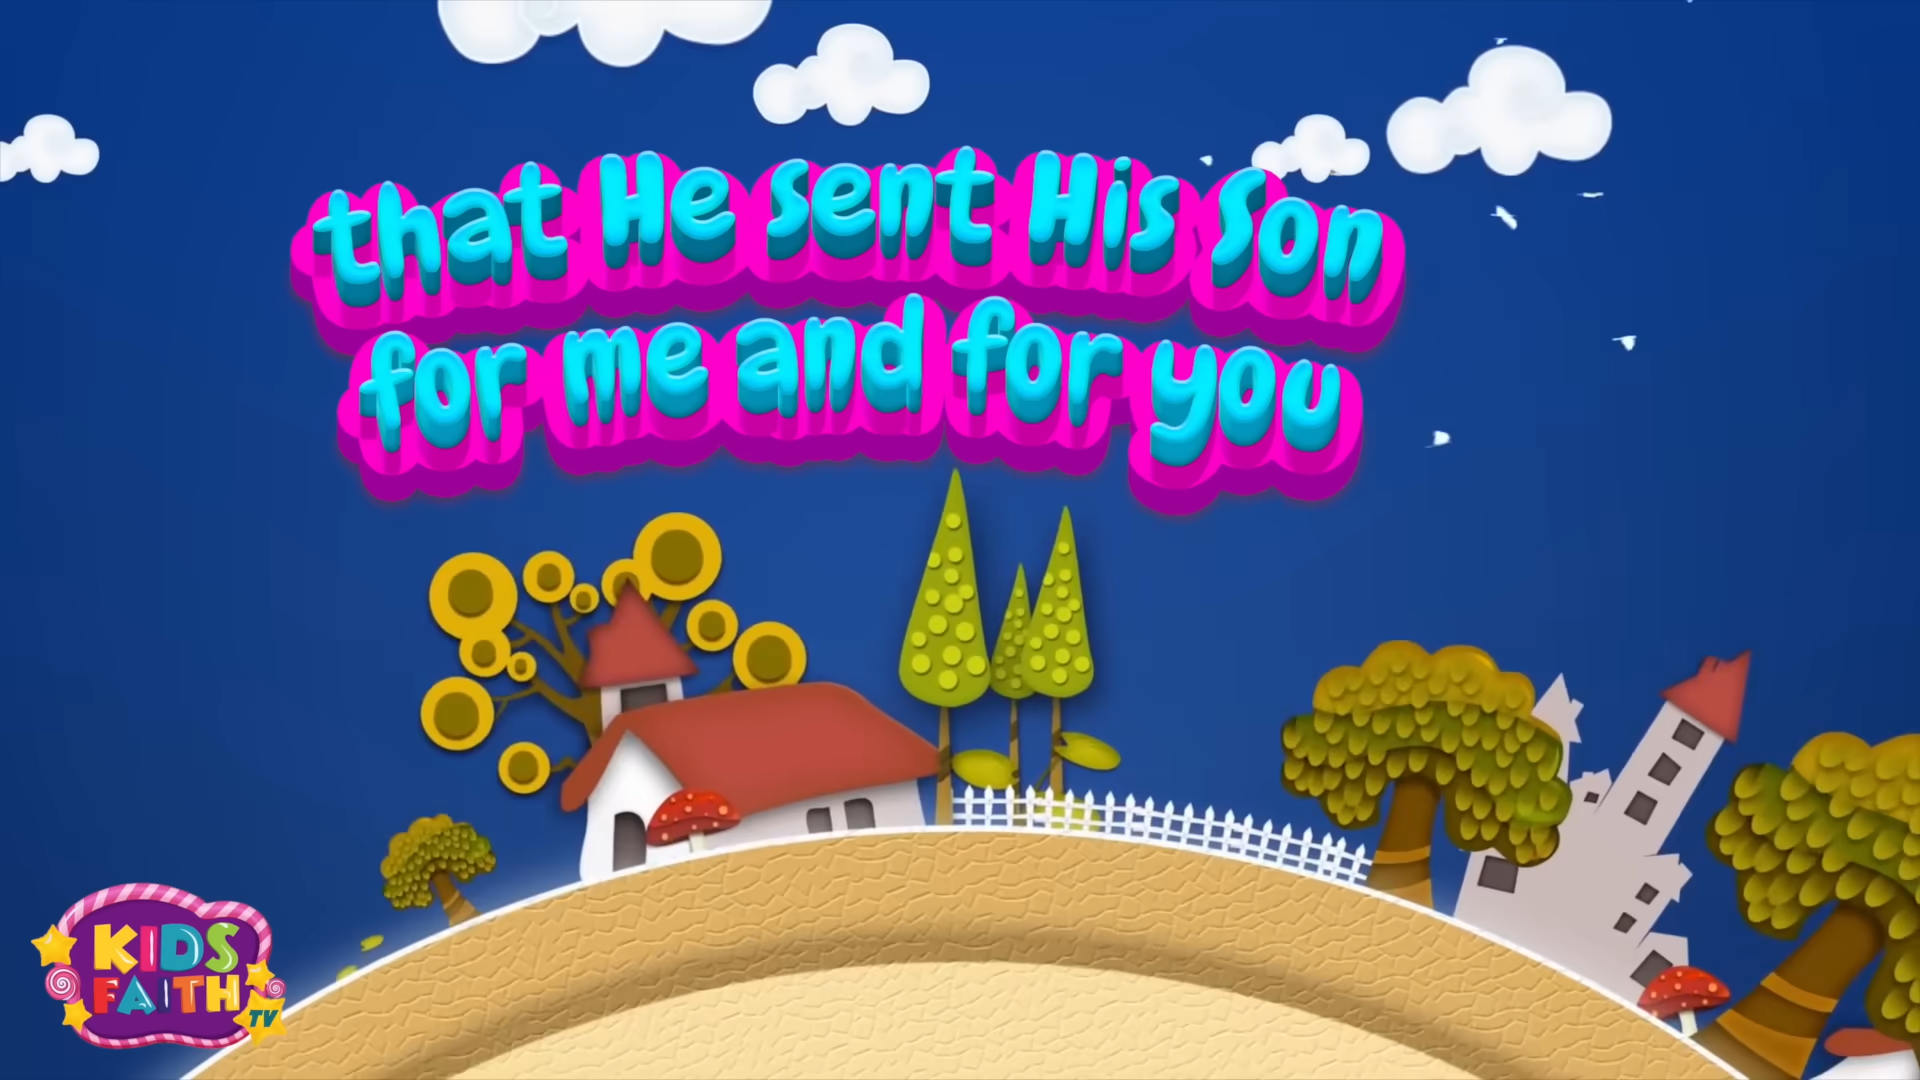 that He sent His Son
for me and for you
KIDS
FAITH
TV